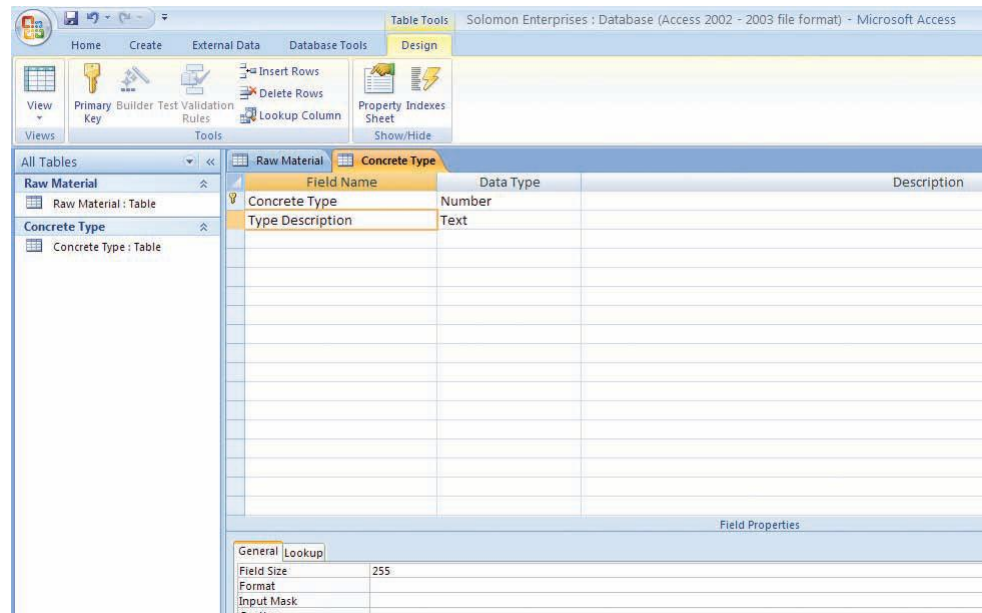 Table Tools Solomon Enterprises : Database (Access 2002 - 2003 file format) - Microsoft Access
Home Create External Data Database Tools Design
View
Primary Key
Builder
Test Validation Rules
Insert Rows
Delete Rows
Lookup Column
Property Sheet
Indexes
Views Tools Show/Hide
All Tables
Raw Material
Raw Material : Table
Concrete Type
Concrete Type : Table
Raw Material Concrete Type
Field Name Data Type Description
Concrete Type Number
Type Description Text
Field Properties
General Lookup
Field Size 255
Format
Input Mask